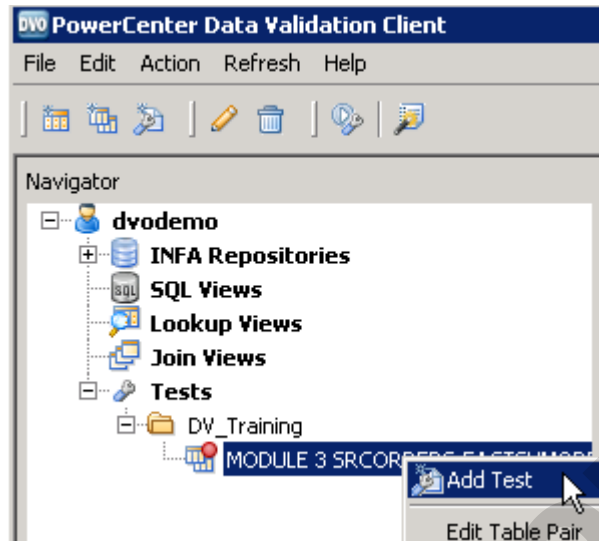 DVO PowerCenter Data Validation Client
File Edit Action Refresh Help
Navigator
dvodemo
INFA Repositories
SQL Views
Lookup Views
Join Views
Tests
DV_Training
MODULE 3
Add Test
Edit Table Pair